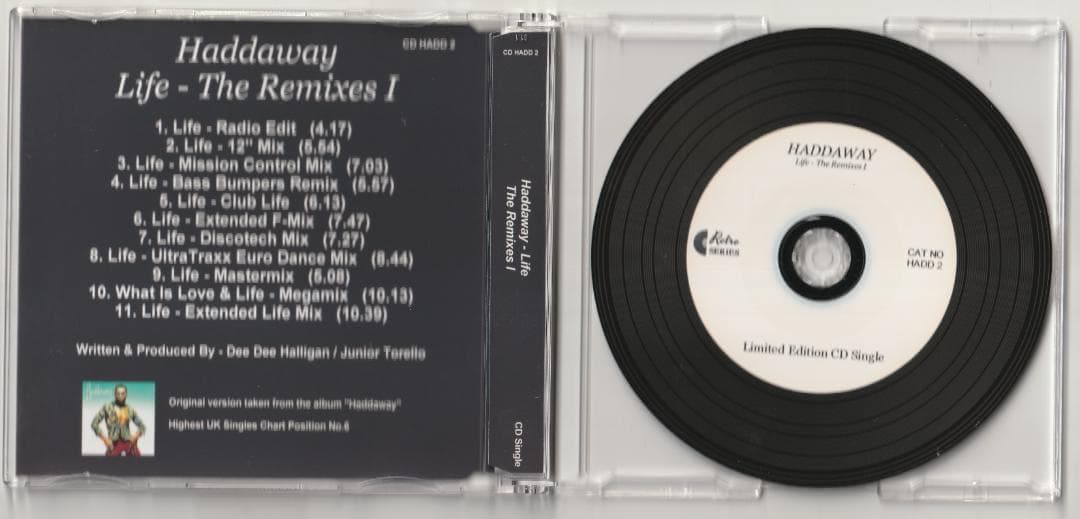 Haddaway
CD HADD 2
Life - The Remixes I
1. Life - Radio Edit (4.17)
2. Life - 12" Mix (5.54)
3. Life - Mission Control Mix (7.03)
4. Life - Bass Bumpers Remix (5.57)
5. Life - Club Life (6.13)
6. Life - Extended F-Mix (7.47)
7. Life - Discotech Mix (7.27)
8. Life - UltraTraxx Euro Dance Mix (8.44)
9. Life - Mastermix (5.08)
10. What Is Love & Life - Megamix (10.13)
11. Life - Extended Life Mix (10.39)
Written & Produced By - Dee Dee Halligan / Junior Torello
Haddaway
Original version taken from the album "Haddaway"
Highest UK Singles Chart Position No.6
CD HADD 2
Haddaway - Life
The Remixes I
CD Single
HADDAWAY
Life - The Remixes I
Retro
SERIES
CAT NO
HADD 2
Limited Edition CD Single